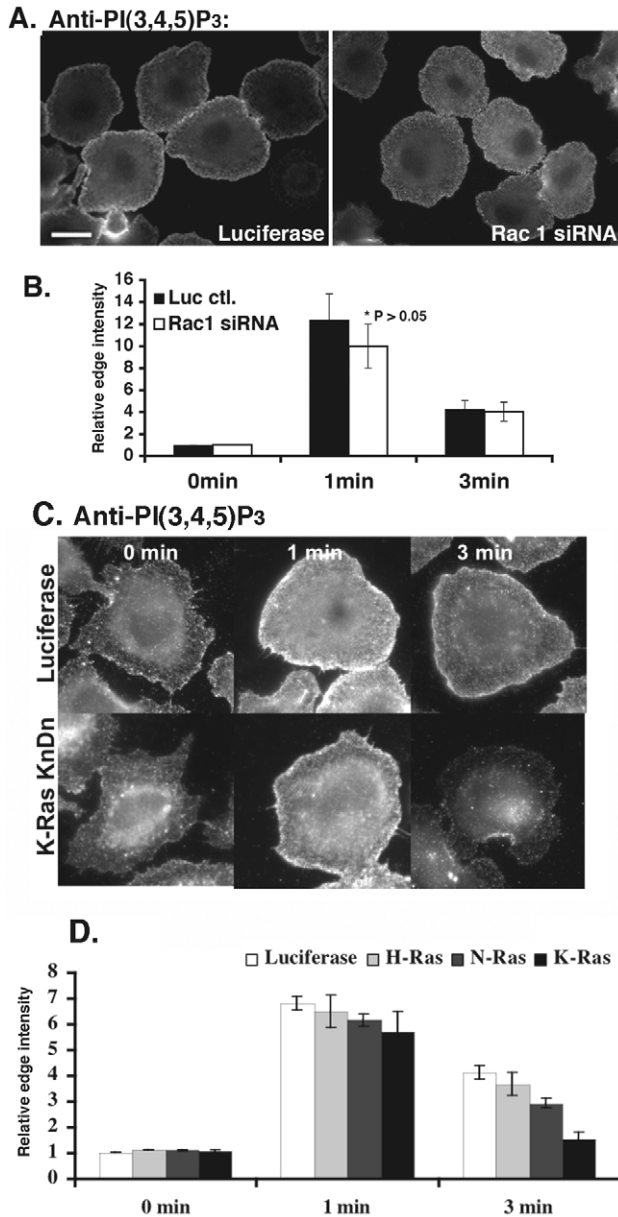 A. Anti-PI(3,4,5)P3:
Luciferase
Rac 1 siRNA
B.
Relative edge intensity
16
14
12
10
8
6
4
2
0
Luc ctl.
Rac1 siRNA
* P > 0.05
0min
1min
3min
C. Anti-PI(3,4,5)P3
0 min
1 min
3 min
Luciferase
K-Ras KnDn
D.
Luciferase
H-Ras
N-Ras
K-Ras
Relative edge intensity
8
7
6
5
4
3
2
1
0
0 min
1 min
3 min